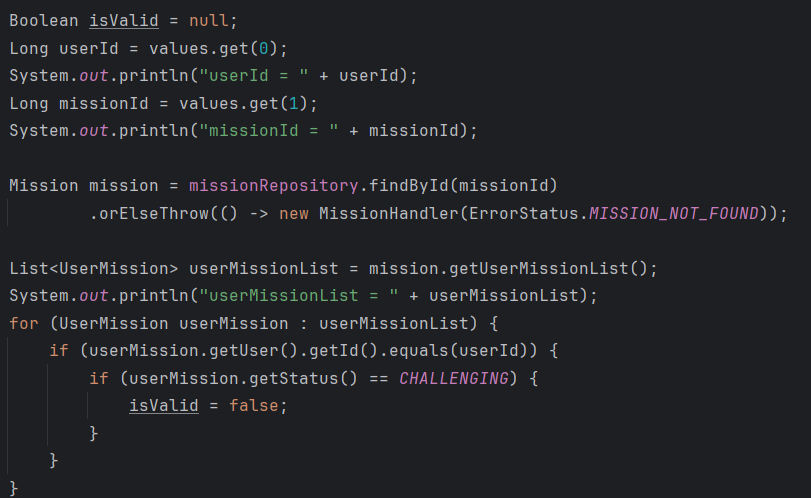 Boolean isValid = null;
Long userId = values.get(0);
System.out.println("userId = " + userId);
Long missionId = values.get(1);
System.out.println("missionId = " + missionId);

Mission mission = missionRepository.findById(missionId)
        .orElseThrow(() -> new MissionHandler(ErrorStatus.MISSION_NOT_FOUND));

List<UserMission> userMissionList = mission.getUserMissionList();
System.out.println("userMissionList = " + userMissionList);
for (UserMission userMission : userMissionList) {
    if (userMission.getUser().getId().equals(userId)) {
        if (userMission.getStatus() == CHALLENGING) {
            isValid = false;
        }
    }
}